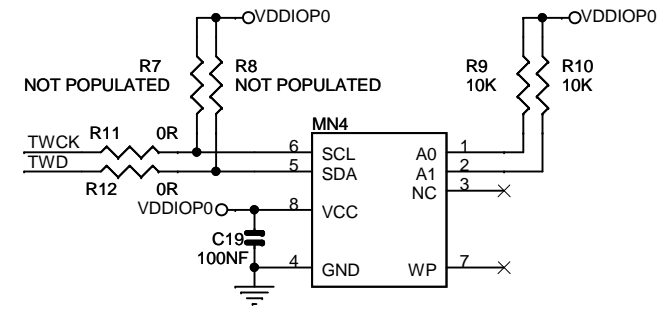 VDDIOP0
VDDIOP0
R7
NOT POPULATED
R8
NOT POPULATED
R9
10K
R10
10K
MN4
TWCK
R11
0R
6
SCL
A0
1
TWD
R12
0R
5
SDA
A1
2
NC
3
VDDIOP0
8
VCC
C19
100NF
4
GND
WP
7